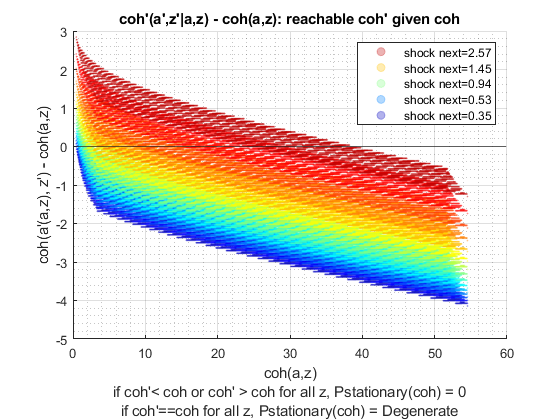 coh'(a',z'|a,z) - coh(a,z): reachable coh' given coh
3
2
1
0
-1
-2
-3
-4
-5
coh(a'(a,z), z') - coh(a,z)
shock next=2.57
shock next=1.45
shock next=0.94
shock next=0.53
shock next=0.35
0 10 20 30 40 50 60
coh(a,z)
if coh'< coh or coh' > coh for all z, Pstationary(coh) = 0
if coh'==coh for all z, Pstationary(coh) = Degenerate